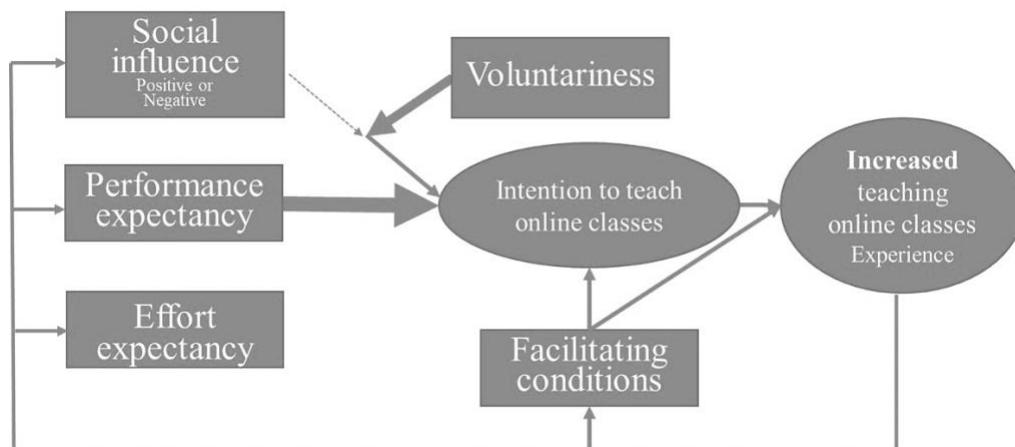 Social
influence
Positive or
Negative
Voluntariness
Performance
expectancy
Intention to teach
online classes
Increased
teaching
online classes
Experience
Effort
expectancy
Facilitating
conditions